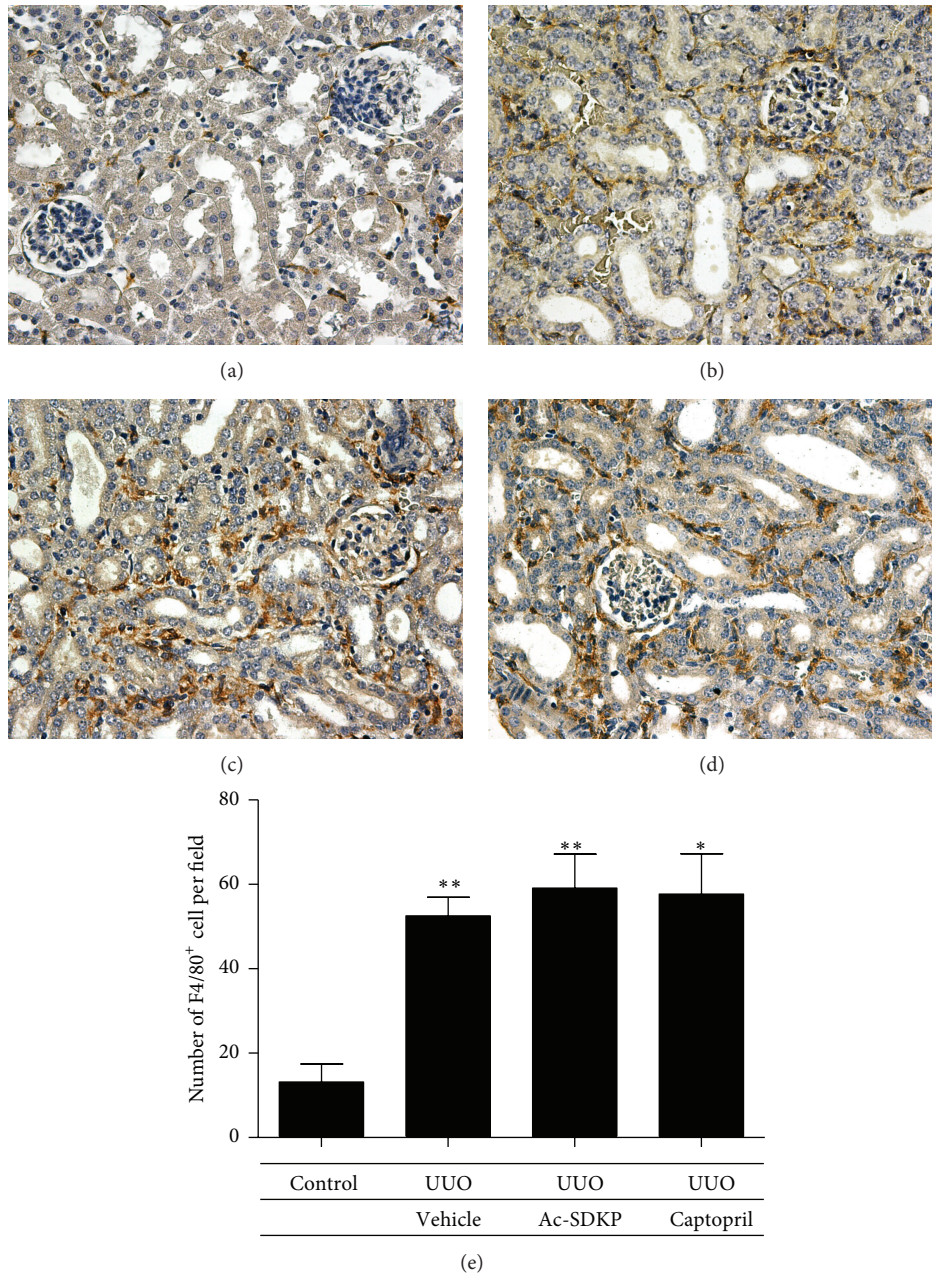 (a)
(b)
(c)
(d)
80
60
40
20
0
Number of F4/80⁺ cell per field
**
**
*
Control UUO UUO UUO
Vehicle Ac-SDKP Captopril
(e)